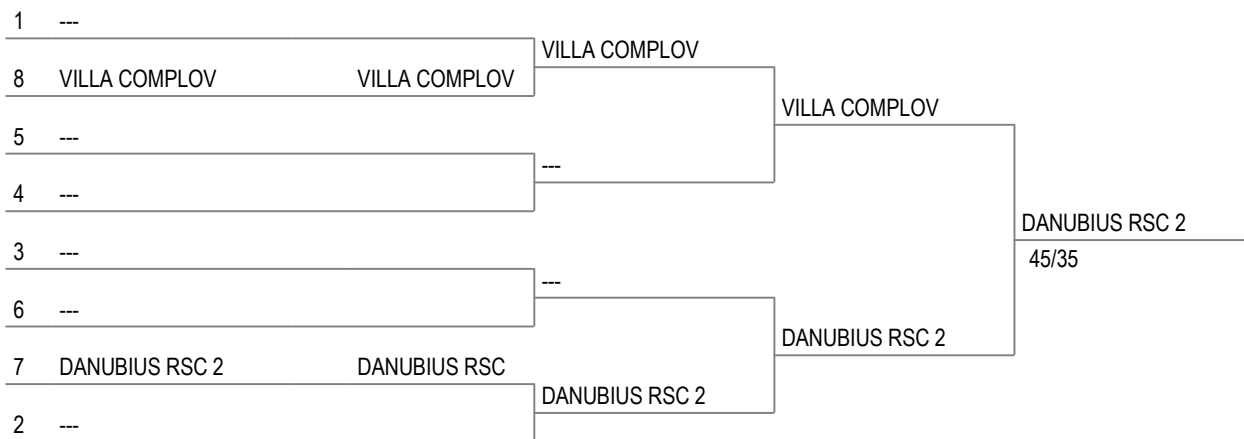 1 ---
VILLA COMPLOV
8 VILLA COMPLOV VILLA COMPLOV
VILLA COMPLOV
5 ---
---
4 ---
DANUBIUS RSC 2
3 ---
45/35
---
6 ---
DANUBIUS RSC 2
7 DANUBIUS RSC 2 DANUBIUS RSC
DANUBIUS RSC 2
2 ---